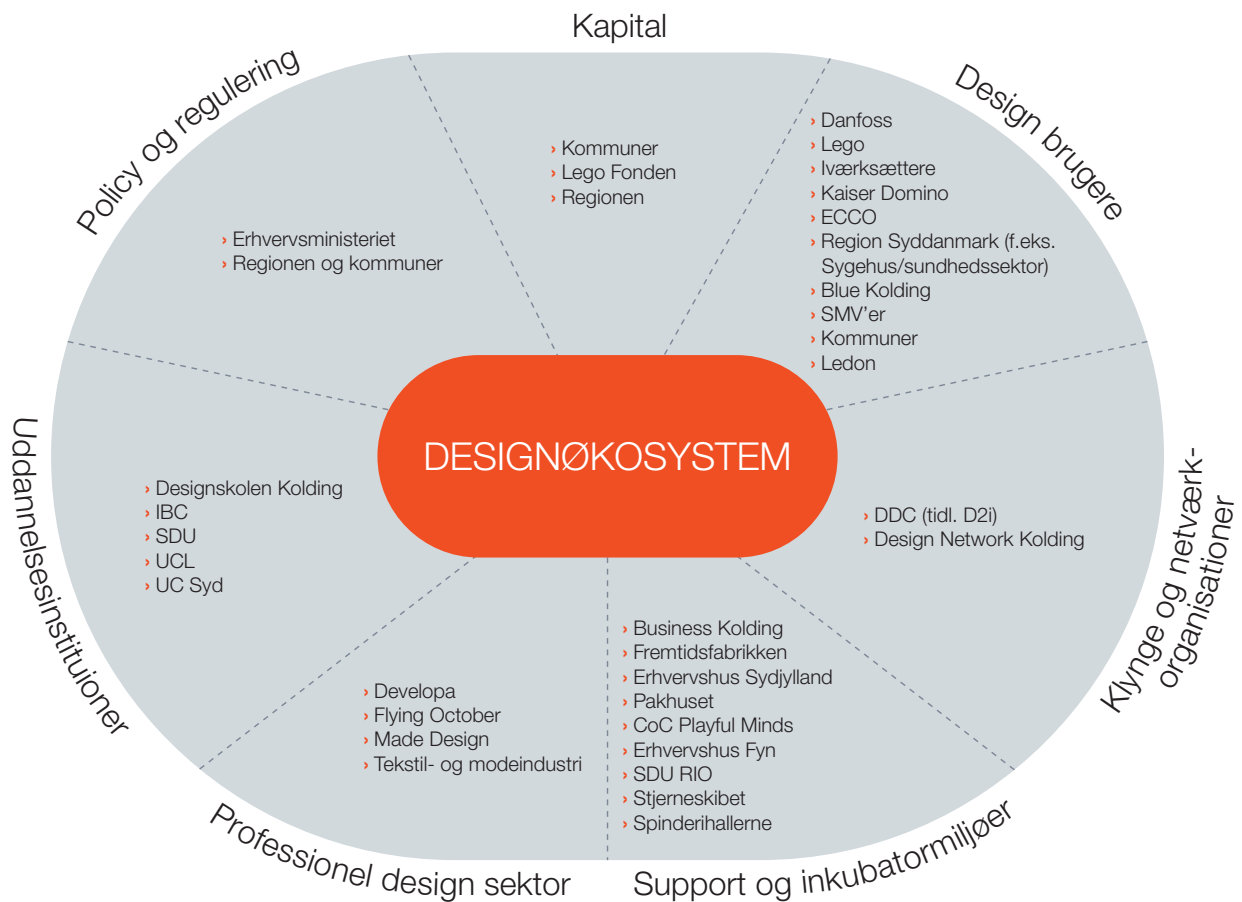 Kapital
› Kommuner
› Lego Fonden
› Regionen
Design brugere
› Danfoss
› Lego
› Iværksættere
› Kaiser Domino
› ECCO
› Region Syddanmark (f.eks.
Sygehus/sundhedssektor)
› Blue Kolding
› SMV'er
› Kommuner
› Ledon
Klynge og netværk-
organisationer
› DDC (tidl. D2i)
› Design Network Kolding
Support og inkubatormiljøer
› Business Kolding
› Fremtidsfabrikken
› Erhvervshus Sydjylland
› Pakhuset
› CoC Playful Minds
› Erhvervshus Fyn
› SDU RIO
› Stjerneskibet
› Spinderihallerne
Professionel design sektor
› Developa
› Flying October
› Made Design
› Tekstil- og modeindustri
Uddannelsesinstituioner
› Designskolen Kolding
› IBC
› SDU
› UCL
› UC Syd
Policy og regulering
› Erhvervsministeriet
› Regionen og kommuner
DESIGNØKOSYSTEM